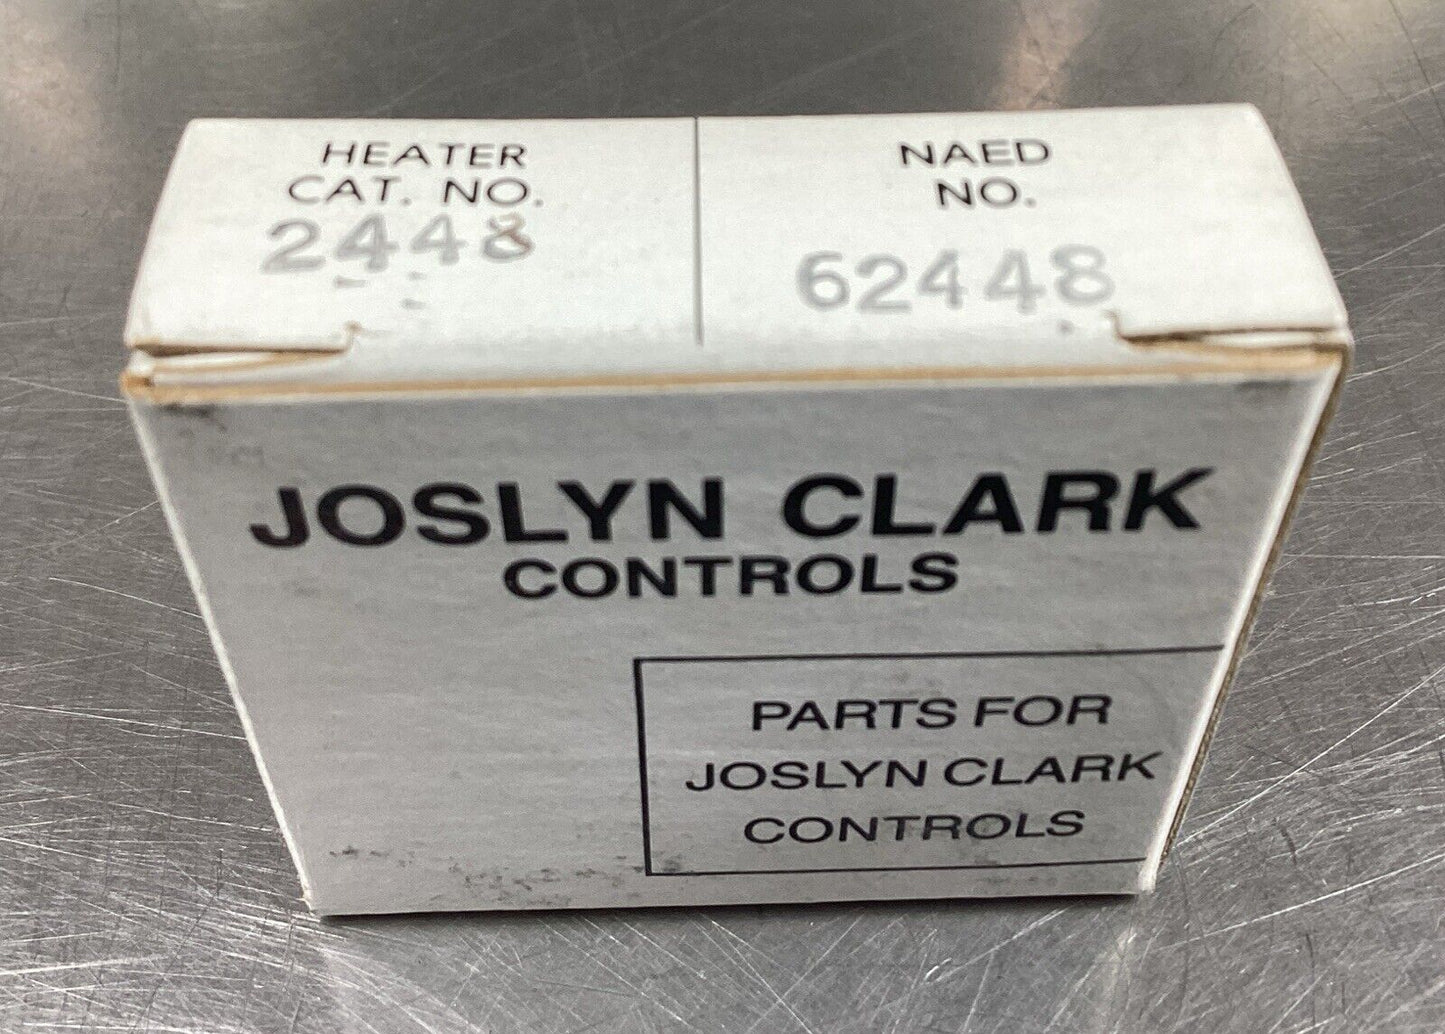 HEATER
CAT. NO.
2448
NAED
NO.
62448
JOSLYN CLARK
CONTROLS
PARTS FOR
JOSLYN CLARK
CONTROLS